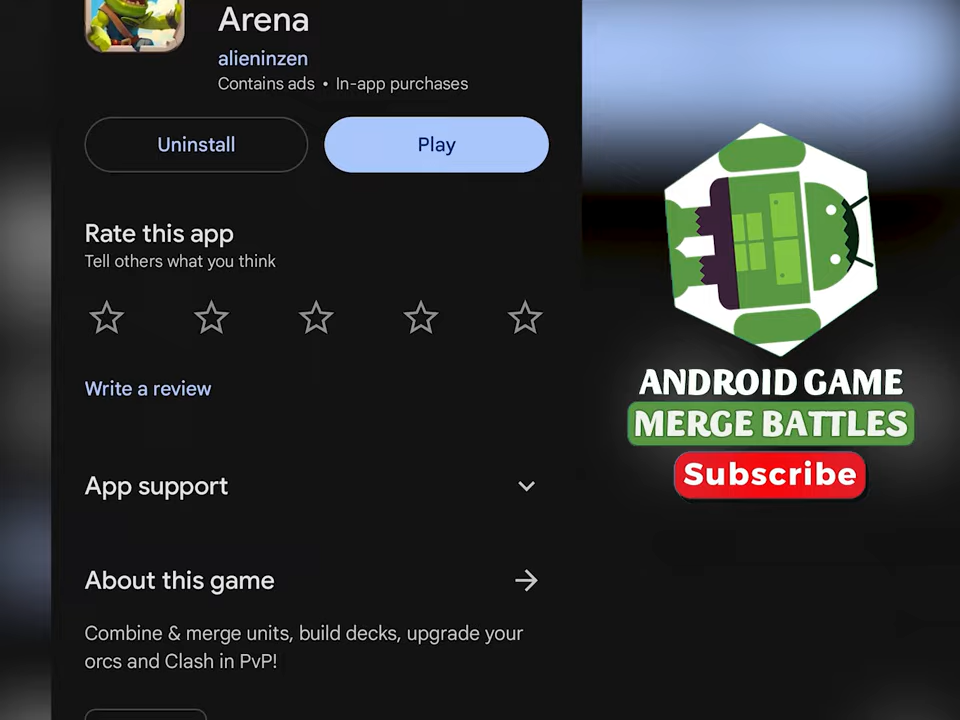 Arena
alieninzen
Contains ads • In-app purchases
Uninstall
Play
Rate this app
Tell others what you think
Write a review
App support
About this game
Combine & merge units, build decks, upgrade your
orcs and Clash in PvP!
ANDROID GAME
MERGE BATTLES
Subscribe